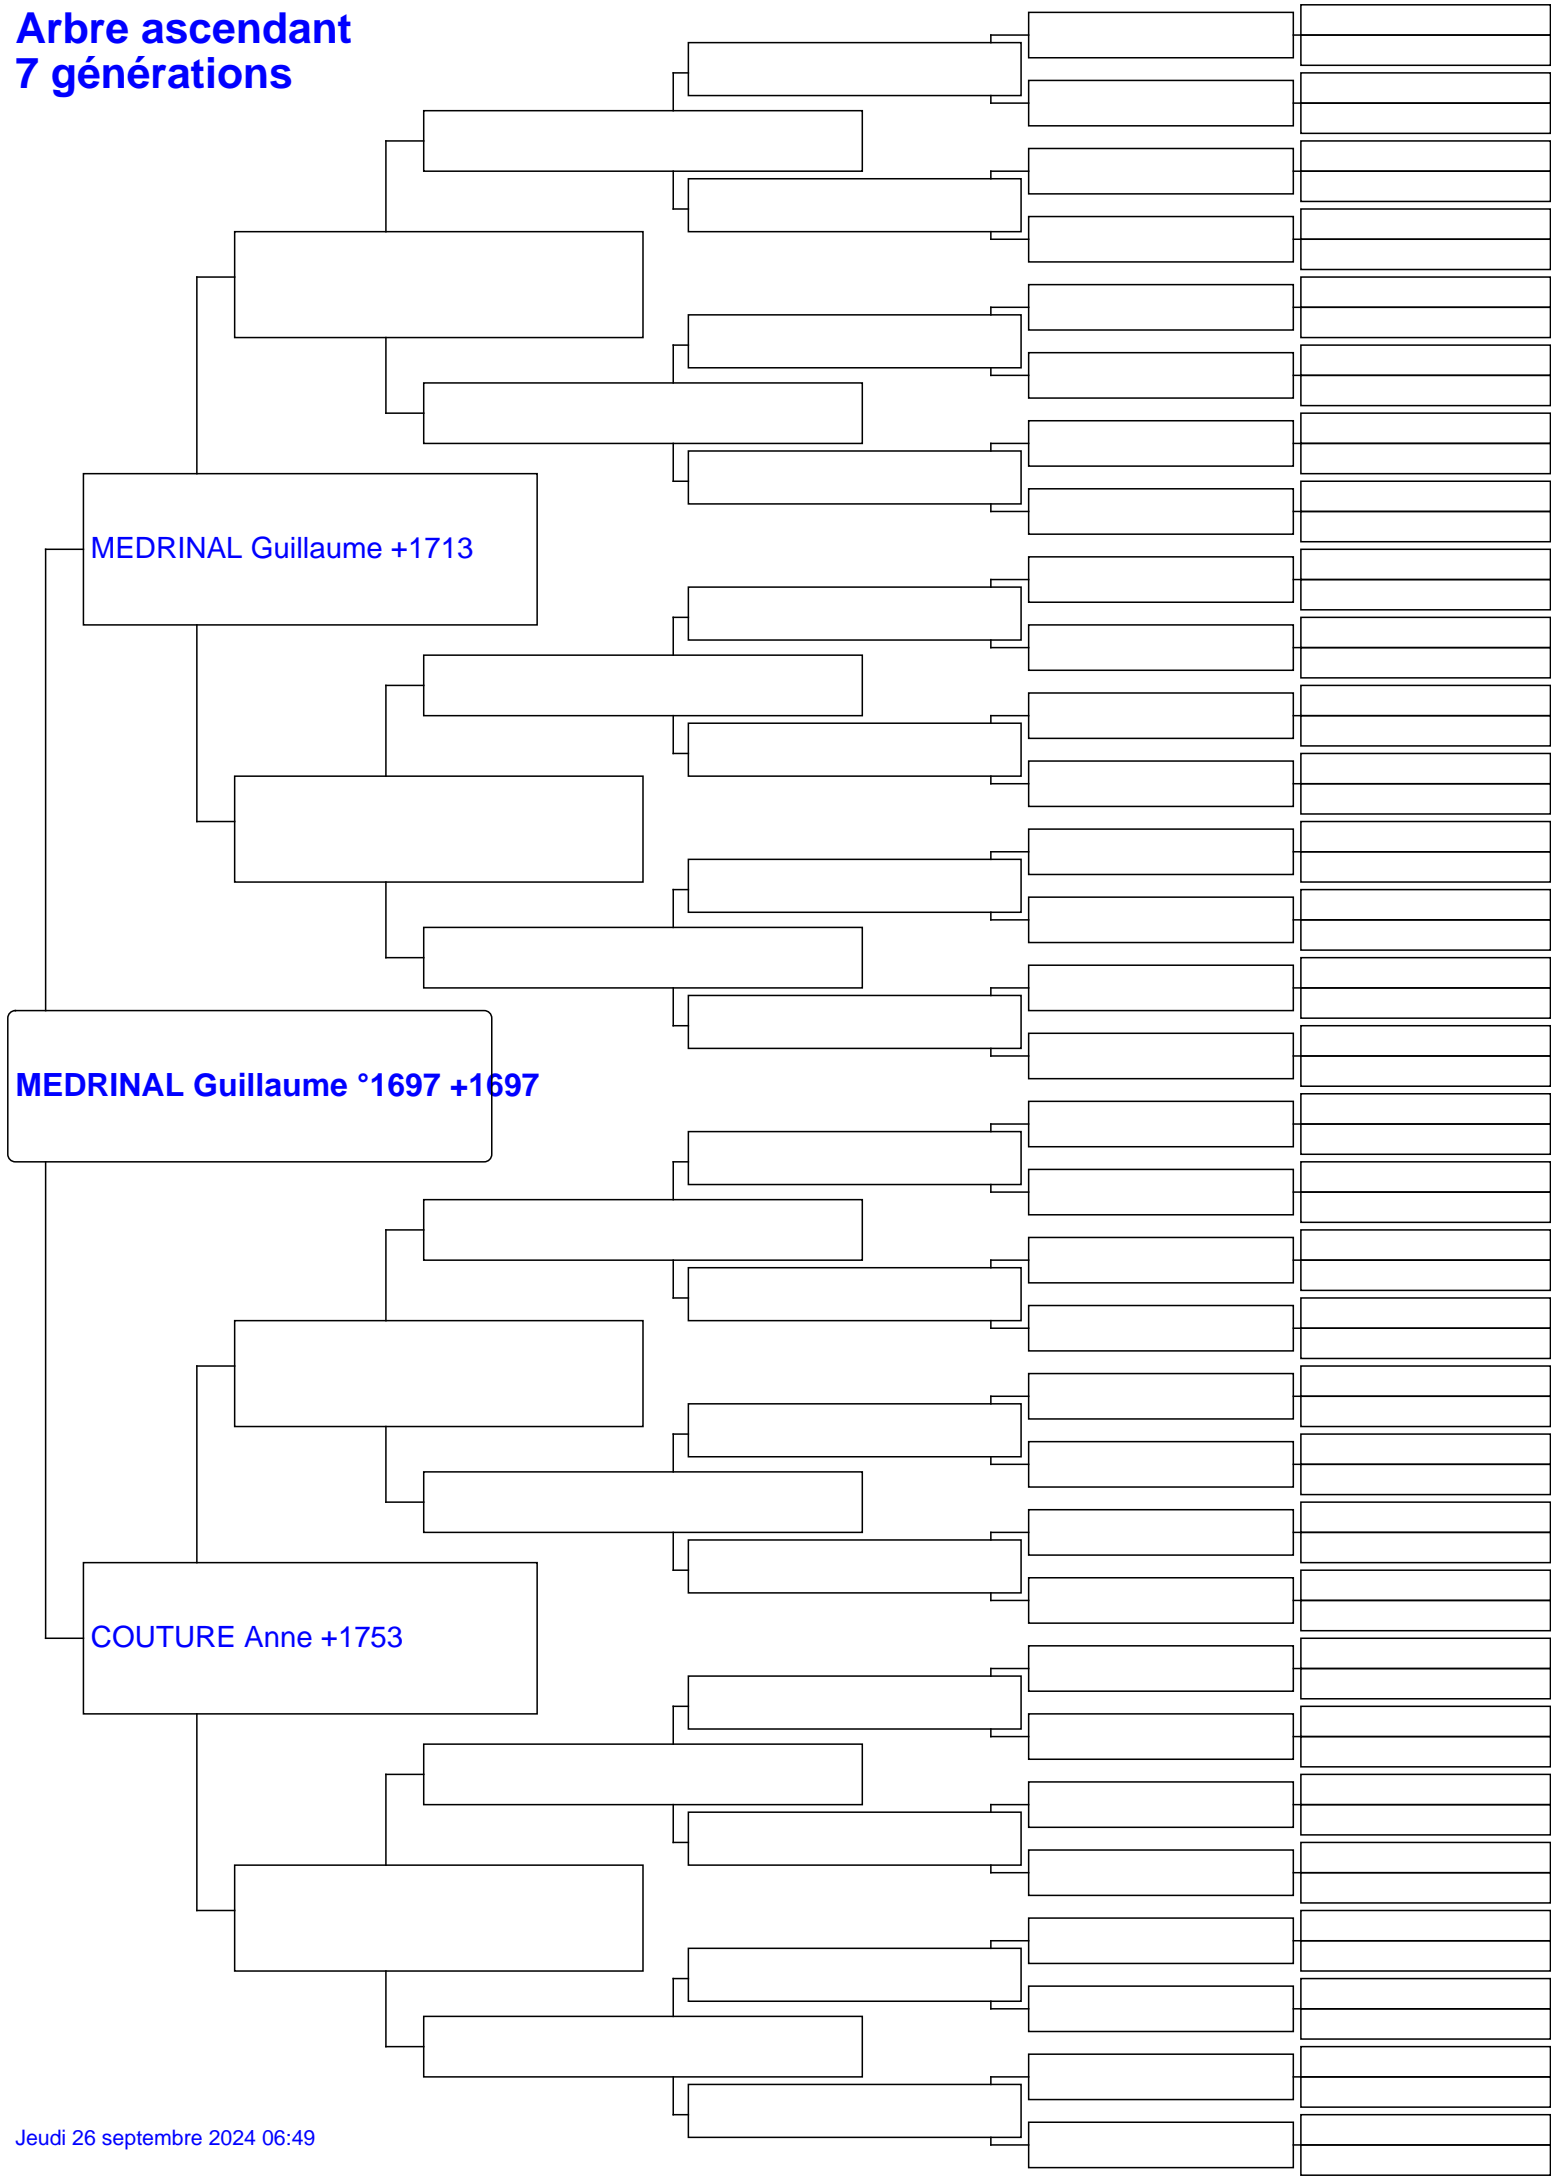 Arbre ascendant
7 générations
MEDRINAL Guillaume +1713
MEDRINAL Guillaume °1697 +1697
COUTURE Anne +1753
Jeudi 26 septembre 2024 06:49